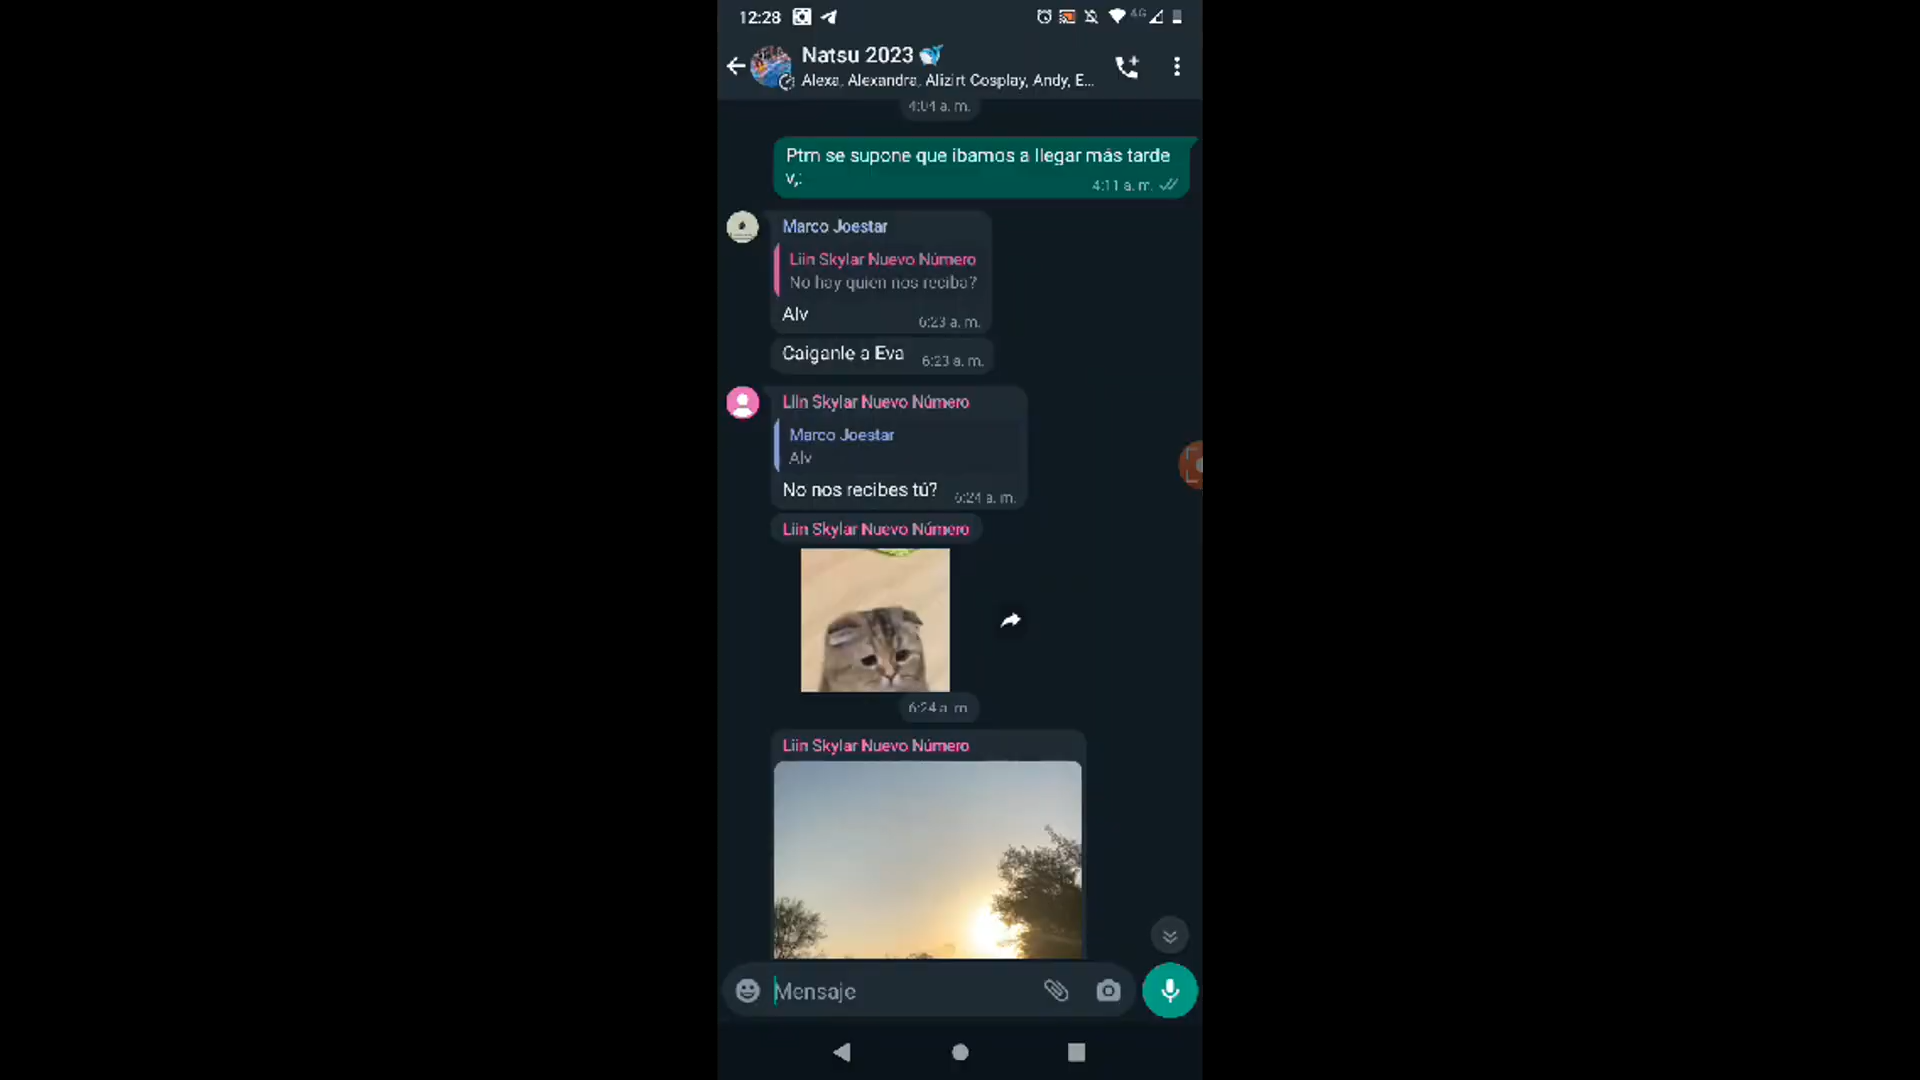 12:28
4G
Natsu 2023
Alexa, Alexandra, Alizirt Cosplay, Andy, E...
4:04 a. m.
Ptm se supone que ibamos a llegar más tarde
v,:
4:11 a. m.
Marco Joestar
Liin Skylar Nuevo Número
No hay quien nos reciba?
Alv
6:23 a. m.
Caiganle a Eva
6:23 a. m.
Liin Skylar Nuevo Número
Marco Joestar
Alv
No nos recibes tú?
6:24 a. m.
Liin Skylar Nuevo Número
6:24 a. m.
Liin Skylar Nuevo Número
Mensaje